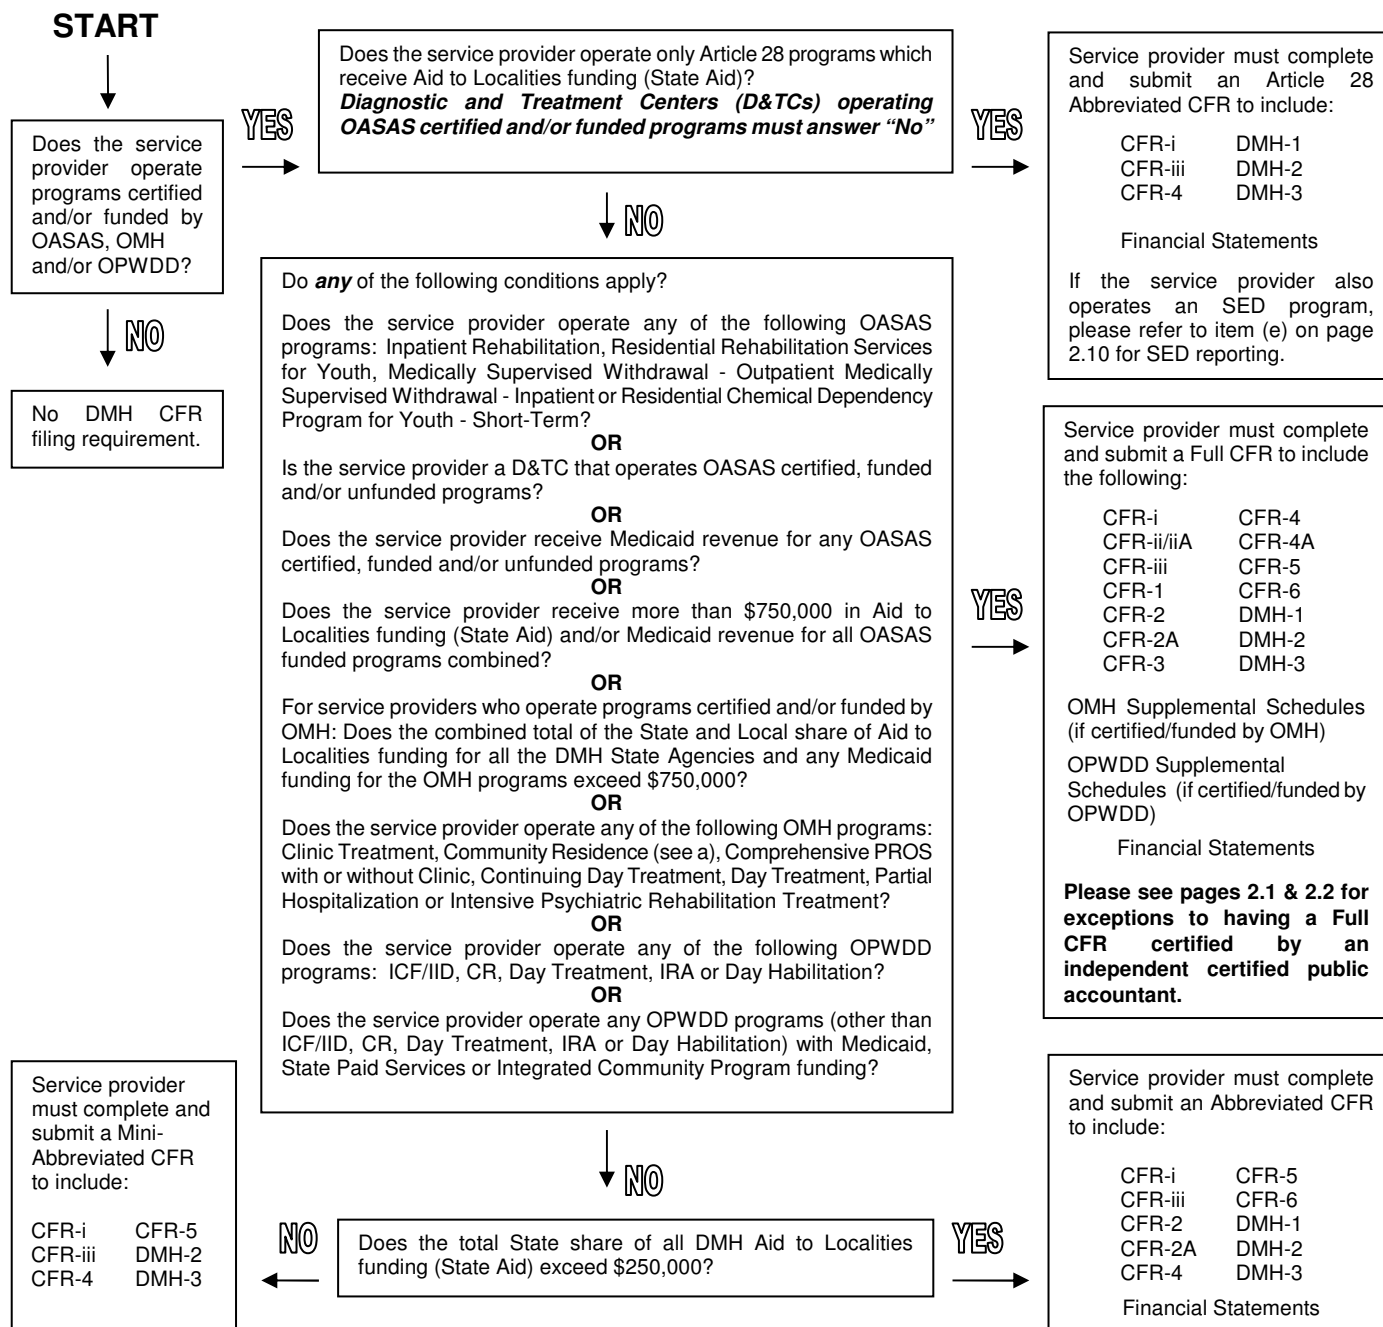 START
Does the service
provider operate
programs certified
and/or funded by
OASAS, OMH
and/or OPWDD?
YES
Does the service provider operate only Article 28 programs which
receive Aid to Localities funding (State Aid)?
Diagnostic and Treatment Centers (D&TCs) operating
OASAS certified and/or funded programs must answer “No”
YES
Service provider must complete
and submit an Article 28
Abbreviated CFR to include:
CFR-i DMH-1
CFR-iii DMH-2
CFR-4 DMH-3
Financial Statements
If the service provider also
operates an SED program,
please refer to item (e) on page
2.10 for SED reporting.
NO
No DMH CFR
filing requirement.
NO
Do any of the following conditions apply?
Does the service provider operate any of the following OASAS
programs: Inpatient Rehabilitation, Residential Rehabilitation Services
for Youth, Medically Supervised Withdrawal - Outpatient Medically
Supervised Withdrawal - Inpatient or Residential Chemical Dependency
Program for Youth - Short-Term?
OR
Is the service provider a D&TC that operates OASAS certified, funded
and/or unfunded programs?
OR
Does the service provider receive Medicaid revenue for any OASAS
certified, funded and/or unfunded programs?
OR
Does the service provider receive more than $750,000 in Aid to
Localities funding (State Aid) and/or Medicaid revenue for all OASAS
funded programs combined?
OR
For service providers who operate programs certified and/or funded by
OMH: Does the combined total of the State and Local share of Aid to
Localities funding for all the DMH State Agencies and any Medicaid
funding for the OMH programs exceed $750,000?
OR
Does the service provider operate any of the following OMH programs:
Clinic Treatment, Community Residence (see a), Comprehensive PROS
with or without Clinic, Continuing Day Treatment, Day Treatment, Partial
Hospitalization or Intensive Psychiatric Rehabilitation Treatment?
OR
Does the service provider operate any of the following OPWDD
programs: ICF/IID, CR, Day Treatment, IRA or Day Habilitation?
OR
Does the service provider operate any OPWDD programs (other than
ICF/IID, CR, Day Treatment, IRA or Day Habilitation) with Medicaid,
State Paid Services or Integrated Community Program funding?
YES
Service provider must complete
and submit a Full CFR to include
the following:
CFR-i CFR-4
CFR-ii/iiA CFR-4A
CFR-iii CFR-5
CFR-1 CFR-6
CFR-2 DMH-1
CFR-2A DMH-2
CFR-3 DMH-3
OMH Supplemental Schedules
(if certified/funded by OMH)
OPWDD Supplemental
Schedules (if certified/funded by
OPWDD)
Financial Statements
Please see pages 2.1 & 2.2 for
exceptions to having a Full
CFR certified by an
independent certified public
accountant.
NO
Does the total State share of all DMH Aid to Localities
funding (State Aid) exceed $250,000?
NO
Service provider
must complete and
submit a Mini-
Abbreviated CFR
to include:
CFR-i CFR-5
CFR-iii DMH-2
CFR-4 DMH-3
YES
Service provider must complete
and submit an Abbreviated CFR
to include:
CFR-i CFR-5
CFR-iii CFR-6
CFR-2 DMH-1
CFR-2A DMH-2
CFR-4 DMH-3
Financial Statements